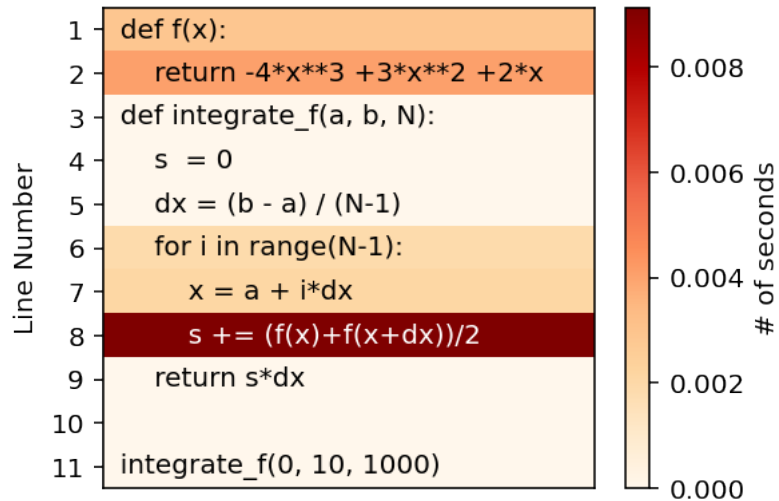 Line Number
1 def f(x):
2     return -4*x**3 +3*x**2 +2*x
3 def integrate_f(a, b, N):
4     s  = 0
5     dx = (b - a) / (N-1)
6     for i in range(N-1):
7         x = a + i*dx
8         s += (f(x)+f(x+dx))/2
9     return s*dx
10
11 integrate_f(0, 10, 1000)
0.008
0.006
0.004
0.002
0.000
# of seconds